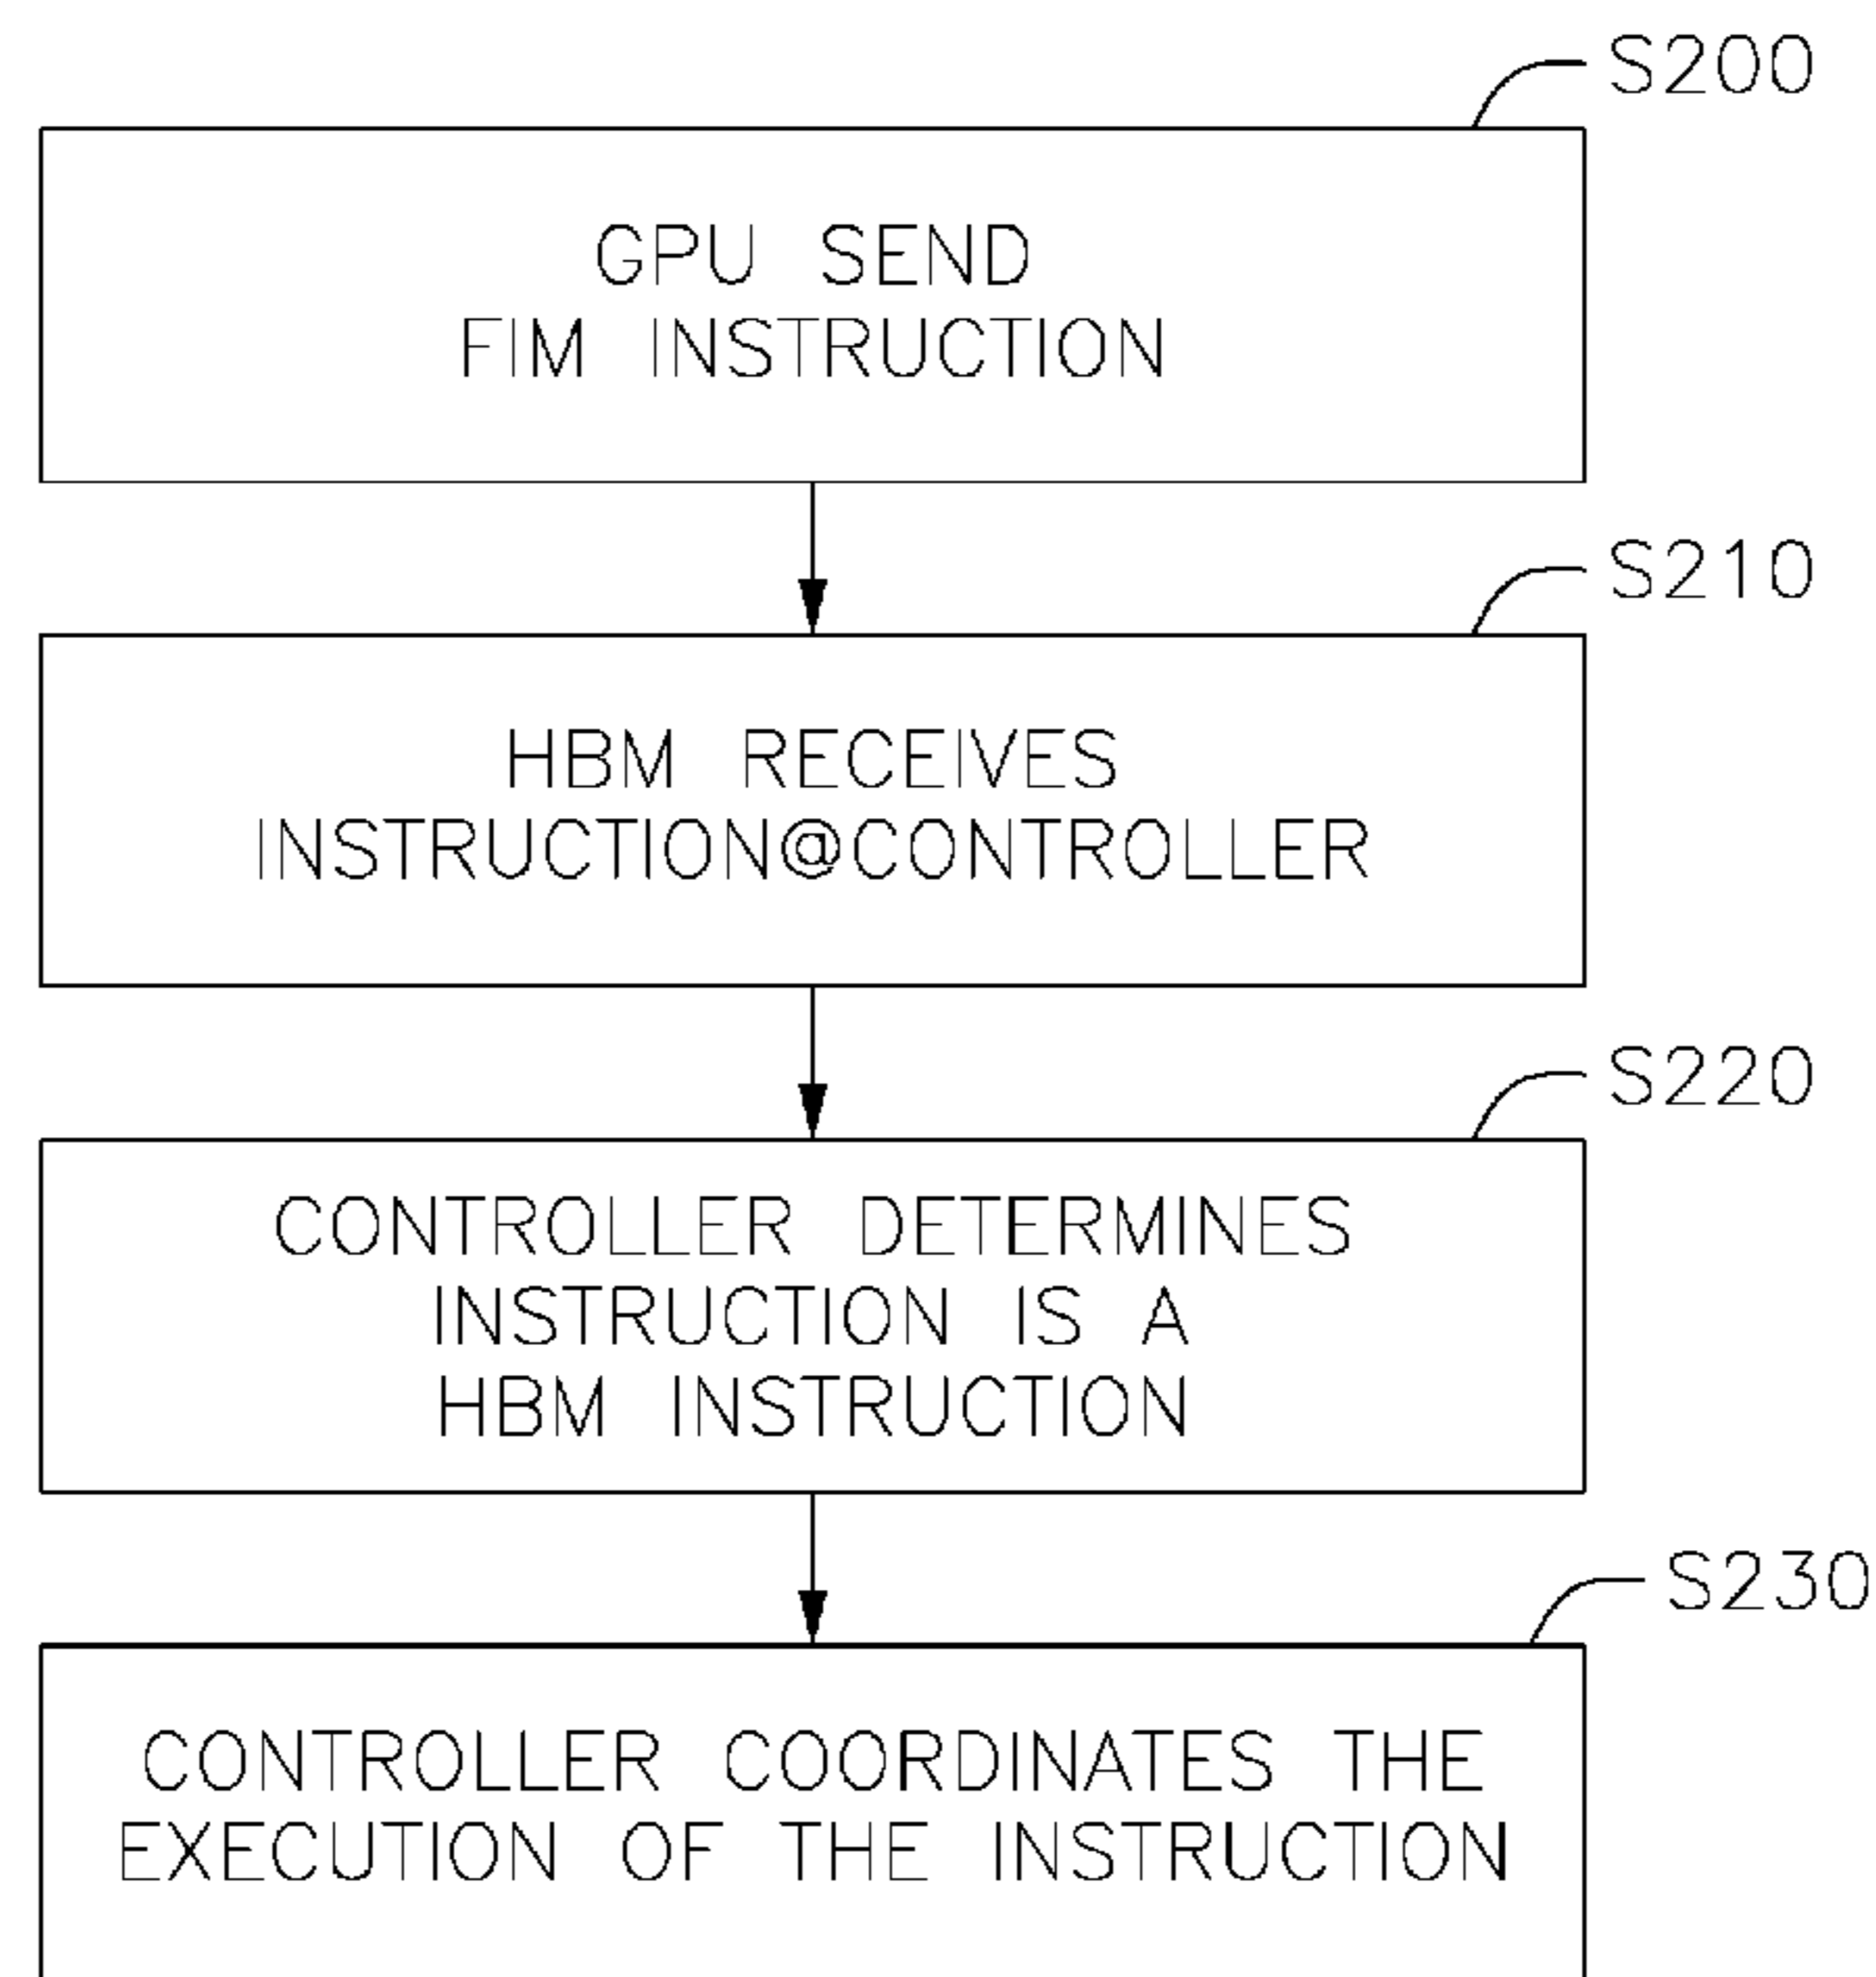 S200
GPU SEND
FIM INSTRUCTION
S210
HBM RECEIVES
INSTRUCTION@CONTROLLER
S220
CONTROLLER DETERMINES
INSTRUCTION IS A
HBM INSTRUCTION
S230
CONTROLLER COORDINATES THE
EXECUTION OF THE INSTRUCTION